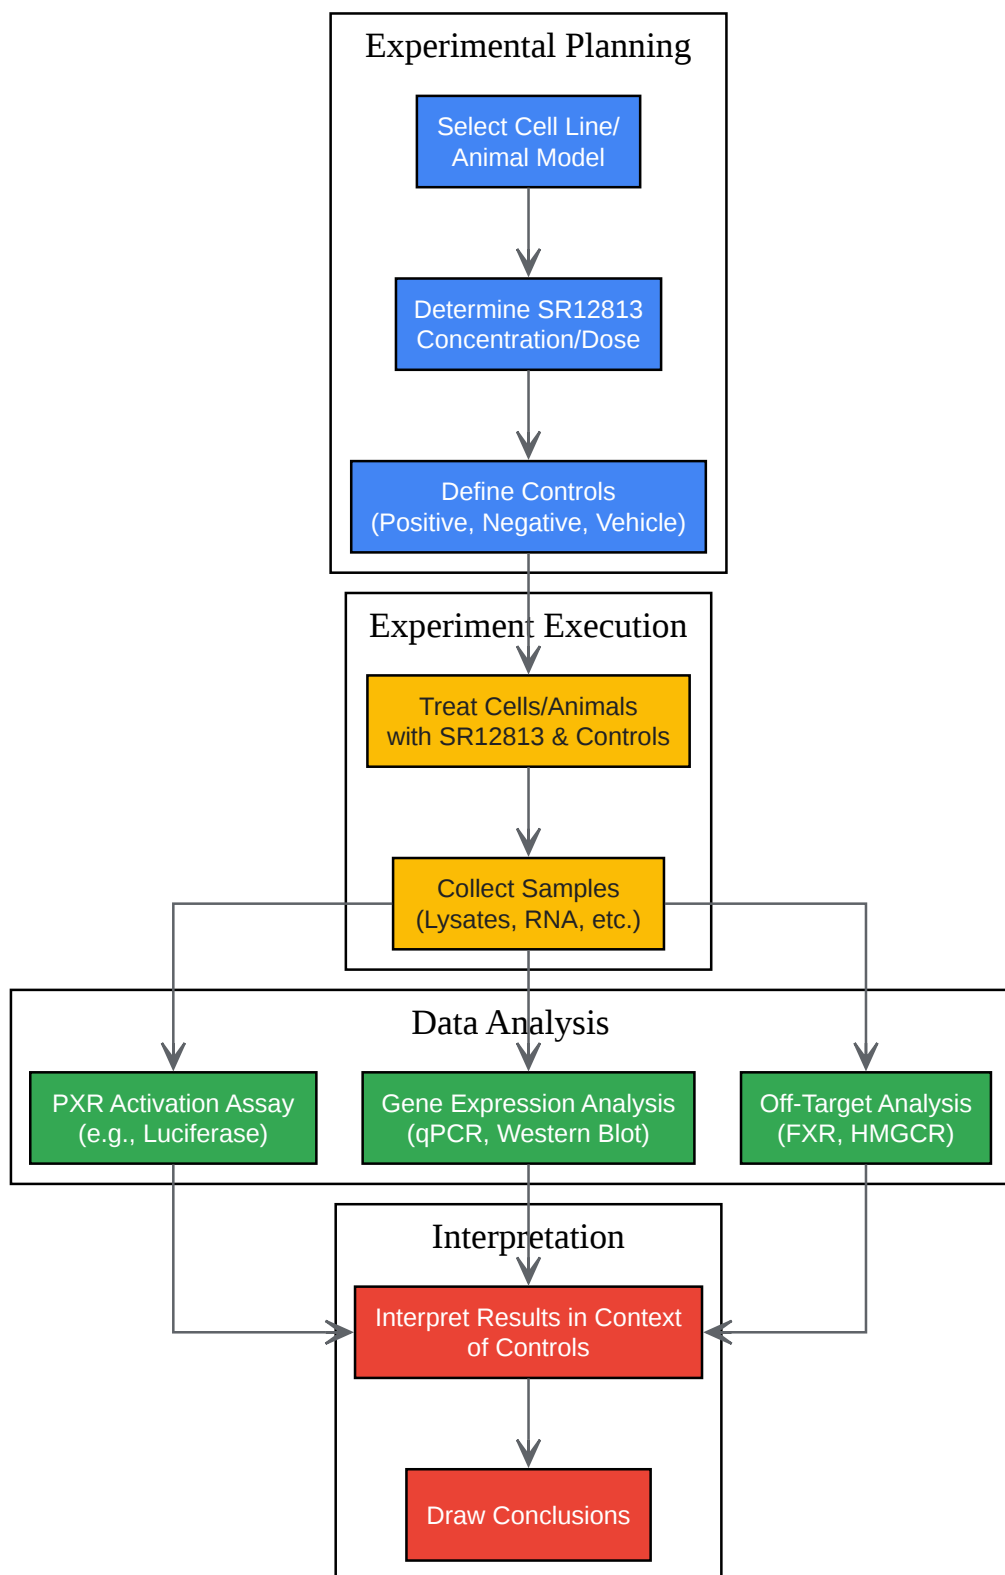 Experimental Planning
Select Cell Line/
Animal Model
Determine SR12813
Concentration/Dose
Define Controls
(Positive, Negative, Vehicle)
Experiment Execution
Treat Cells/Animals
with SR12813 & Controls
Collect Samples
(Lysates, RNA, etc.)
Data Analysis
PXR Activation Assay
(e.g., Luciferase)
Gene Expression Analysis
(qPCR, Western Blot)
Off-Target Analysis
(FXR, HMGCR)
Interpretation
Interpret Results in Context
of Controls
Draw Conclusions